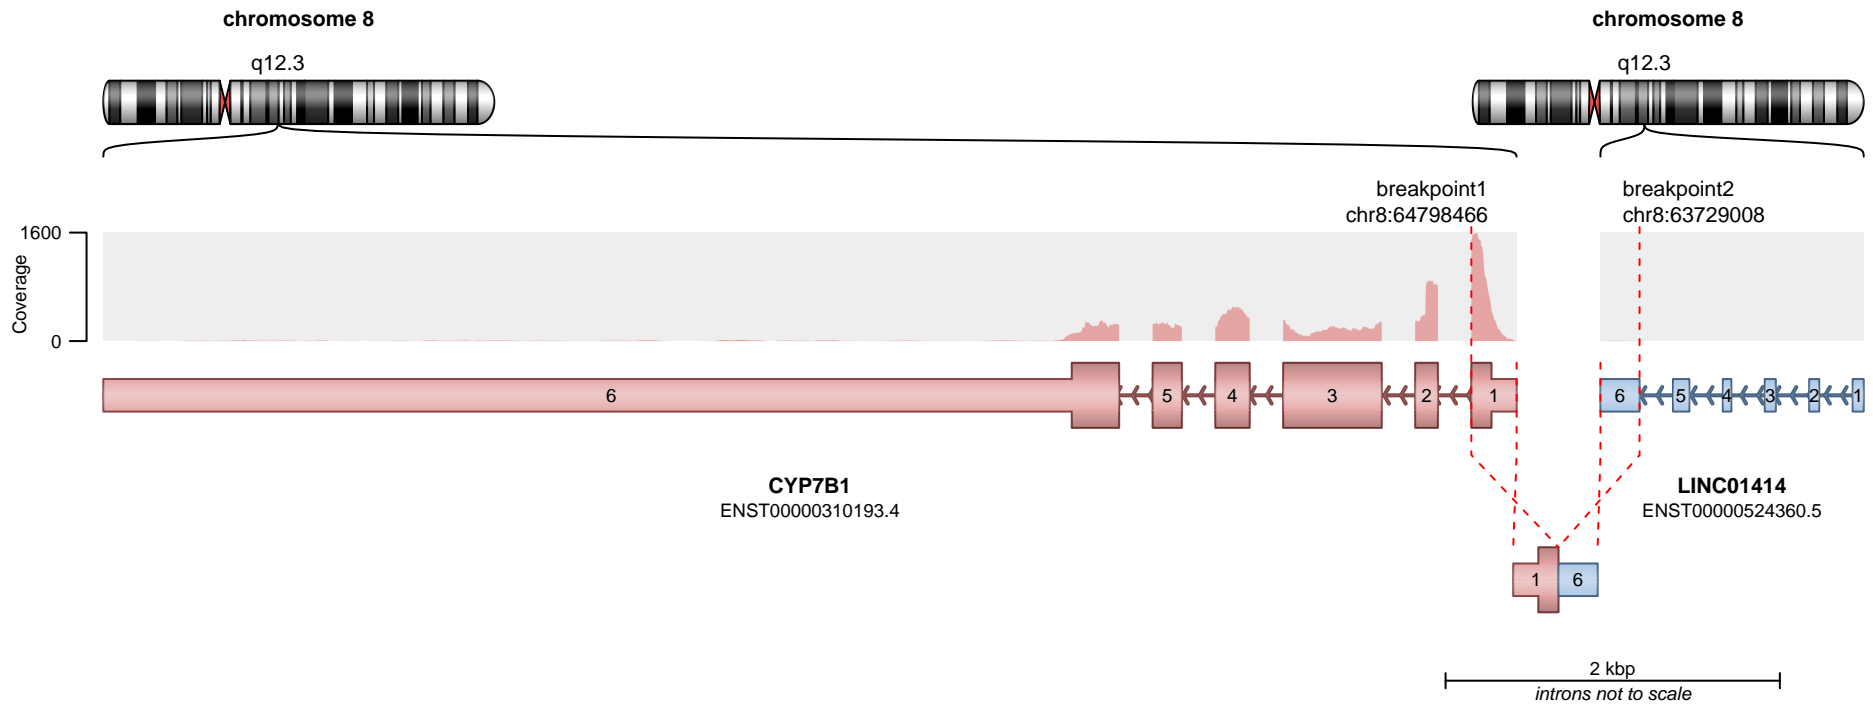 chromosome 8
chromosome 8
q12.3
q12.3
breakpoint1
chr8:64798466
breakpoint2
chr8:63729008
Coverage
1600
0
6
5
4
3
2
1
6
5
4
3
2
1
CYP7B1
ENST00000310193.4
LINC01414
ENST00000524360.5
1
6
2 kbp
introns not to scale